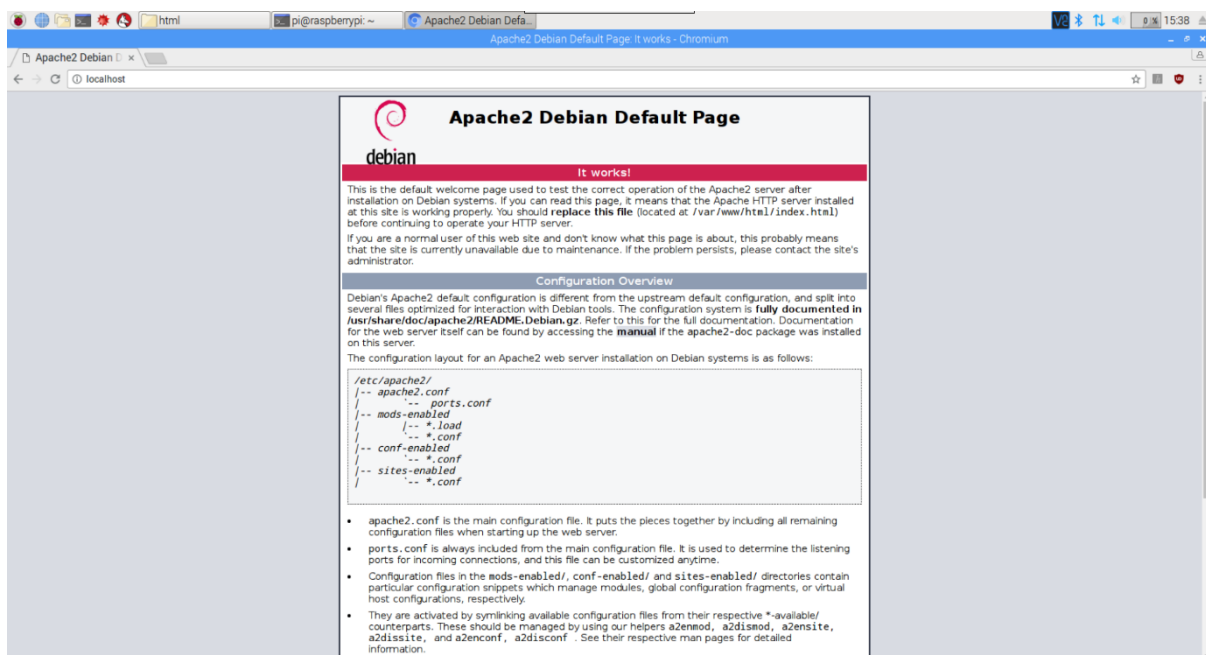 html
pi@raspberrypi: ~
Apache2 Debian Defa...
0 %
15:38
Apache2 Debian Default Page: It works - Chromium
Apache2 Debian D
localhost
Apache2 Debian Default Page
debian
It works!
This is the default welcome page used to test the correct operation of the Apache2 server after
installation on Debian systems. If you can read this page, it means that the Apache HTTP server installed
at this site is working properly. You should replace this file (located at /var/www/html/index.html)
before continuing to operate your HTTP server.
If you are a normal user of this web site and don't know what this page is about, this probably means
that the site is currently unavailable due to maintenance. If the problem persists, please contact the site's
administrator.
Configuration Overview
Debian's Apache2 default configuration is different from the upstream default configuration, and split into
several files optimized for interaction with Debian tools. The configuration system is fully documented in
/usr/share/doc/apache2/README.Debian.gz. Refer to this for the full documentation. Documentation
for the web server itself can be found by accessing the manual if the apache2-doc package was installed
on this server.
The configuration layout for an Apache2 web server installation on Debian systems is as follows:
/etc/apache2/
|-- apache2.conf
|       `--  ports.conf
|-- mods-enabled
|       |-- *.load
|       `-- *.conf
|-- conf-enabled
|       `-- *.conf
|-- sites-enabled
|       `-- *.conf
• apache2.conf is the main configuration file. It puts the pieces together by including all remaining
configuration files when starting up the web server.
• ports.conf is always included from the main configuration file. It is used to determine the listening
ports for incoming connections, and this file can be customized anytime.
• Configuration files in the mods-enabled/, conf-enabled/ and sites-enabled/ directories contain
particular configuration snippets which manage modules, global configuration fragments, or virtual
host configurations, respectively.
• They are activated by symlinking available configuration files from their respective *-available/
counterparts. These should be managed by using our helpers a2enmod, a2dismod, a2ensite,
a2dissite, and a2enconf, a2disconf . See their respective man pages for detailed
information.